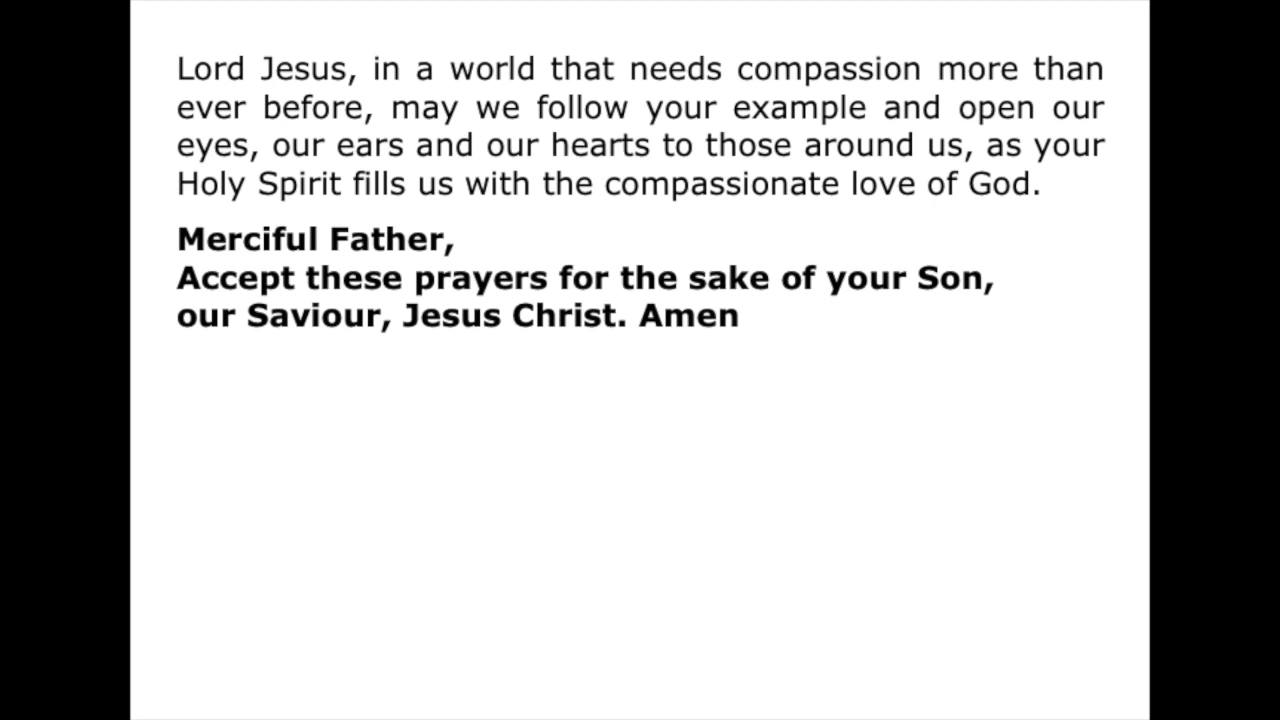 Lord Jesus, in a world that needs compassion more than
ever before, may we follow your example and open our
eyes, our ears and our hearts to those around us, as your
Holy Spirit fills us with the compassionate love of God.
Merciful Father,
Accept these prayers for the sake of your Son,
our Saviour, Jesus Christ. Amen